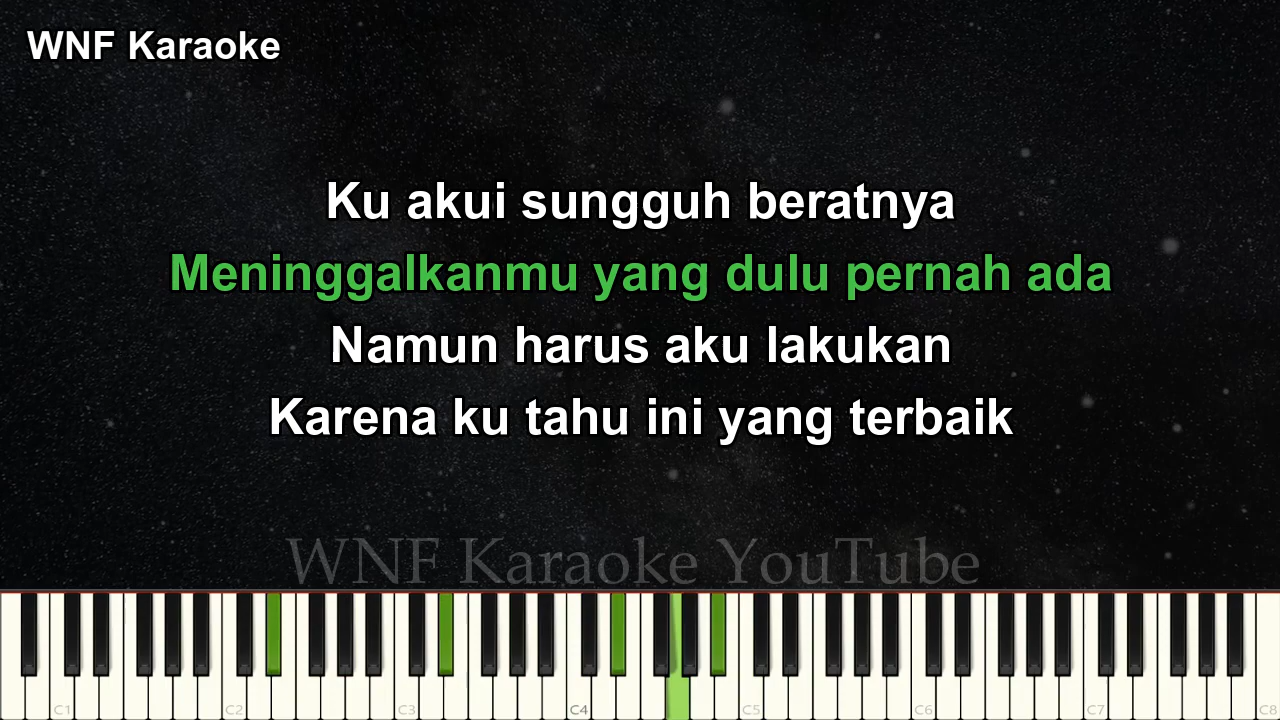 WNF Karaoke
Ku akui sungguh beratnya
Meninggalkanmu yang dulu pernah ada
Namun harus aku lakukan
Karena ku tahu ini yang terbaik
WNF Karaoke YouTube
C1 C2 C3 C4 C5 C6 C7 C8